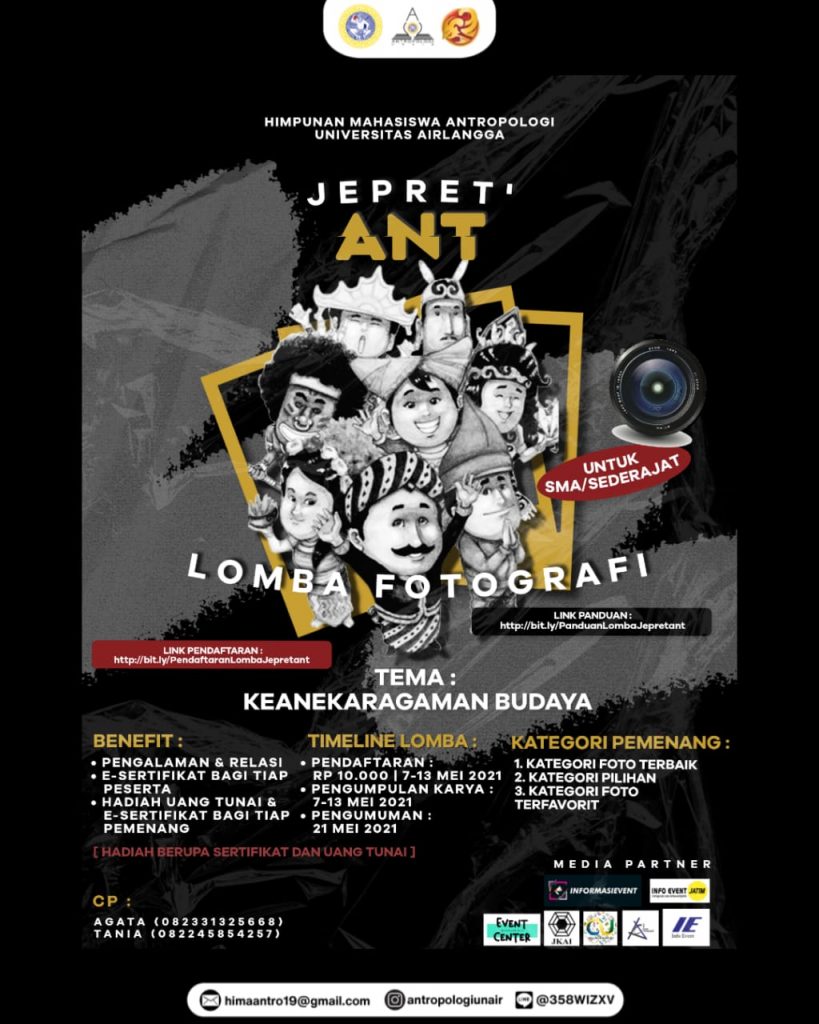 HIMPUNAN MAHASISWA ANTROPOLOGI
UNIVERSITAS AIRLANGGA
JEPRET'
ANT
UNTUK
SMA/SEDERAJAT
LOMBA FOTOGRAFI
LINK PANDUAN :
http://bit.ly/PanduanLombaJepretant
LINK PENDAFTARAN :
http://bit.ly/PendaftaranLombaJepretant
TEMA :
KEANEKARAGAMAN BUDAYA
BENEFIT :
• PENGALAMAN & RELASI
• E-SERTIFIKAT BAGI TIAP
PESERTA
• HADIAH UANG TUNAI &
E-SERTIFIKAT BAGI TIAP
PEMENANG
TIMELINE LOMBA :
• PENDAFTARAN :
RP 10.000 | 7-13 MEI 2021
• PENGUMPULAN KARYA :
7-13 MEI 2021
• PENGUMUMAN :
21 MEI 2021
KATEGORI PEMENANG :
1. KATEGORI FOTO TERBAIK
2. KATEGORI PILIHAN
3. KATEGORI FOTO
TERFAVORIT
[ HADIAH BERUPA SERTIFIKAT DAN UANG TUNAI ]
CP :
AGATA (082331325668)
TANIA (082245854257)
MEDIA PARTNER
INFORMASIEVENT
INFO EVENT JATIM
EVENT
CENTER
JKAI
IE
Info Event
himaantro19@gmail.com
antropologiunair
LINE
@358WIZXV